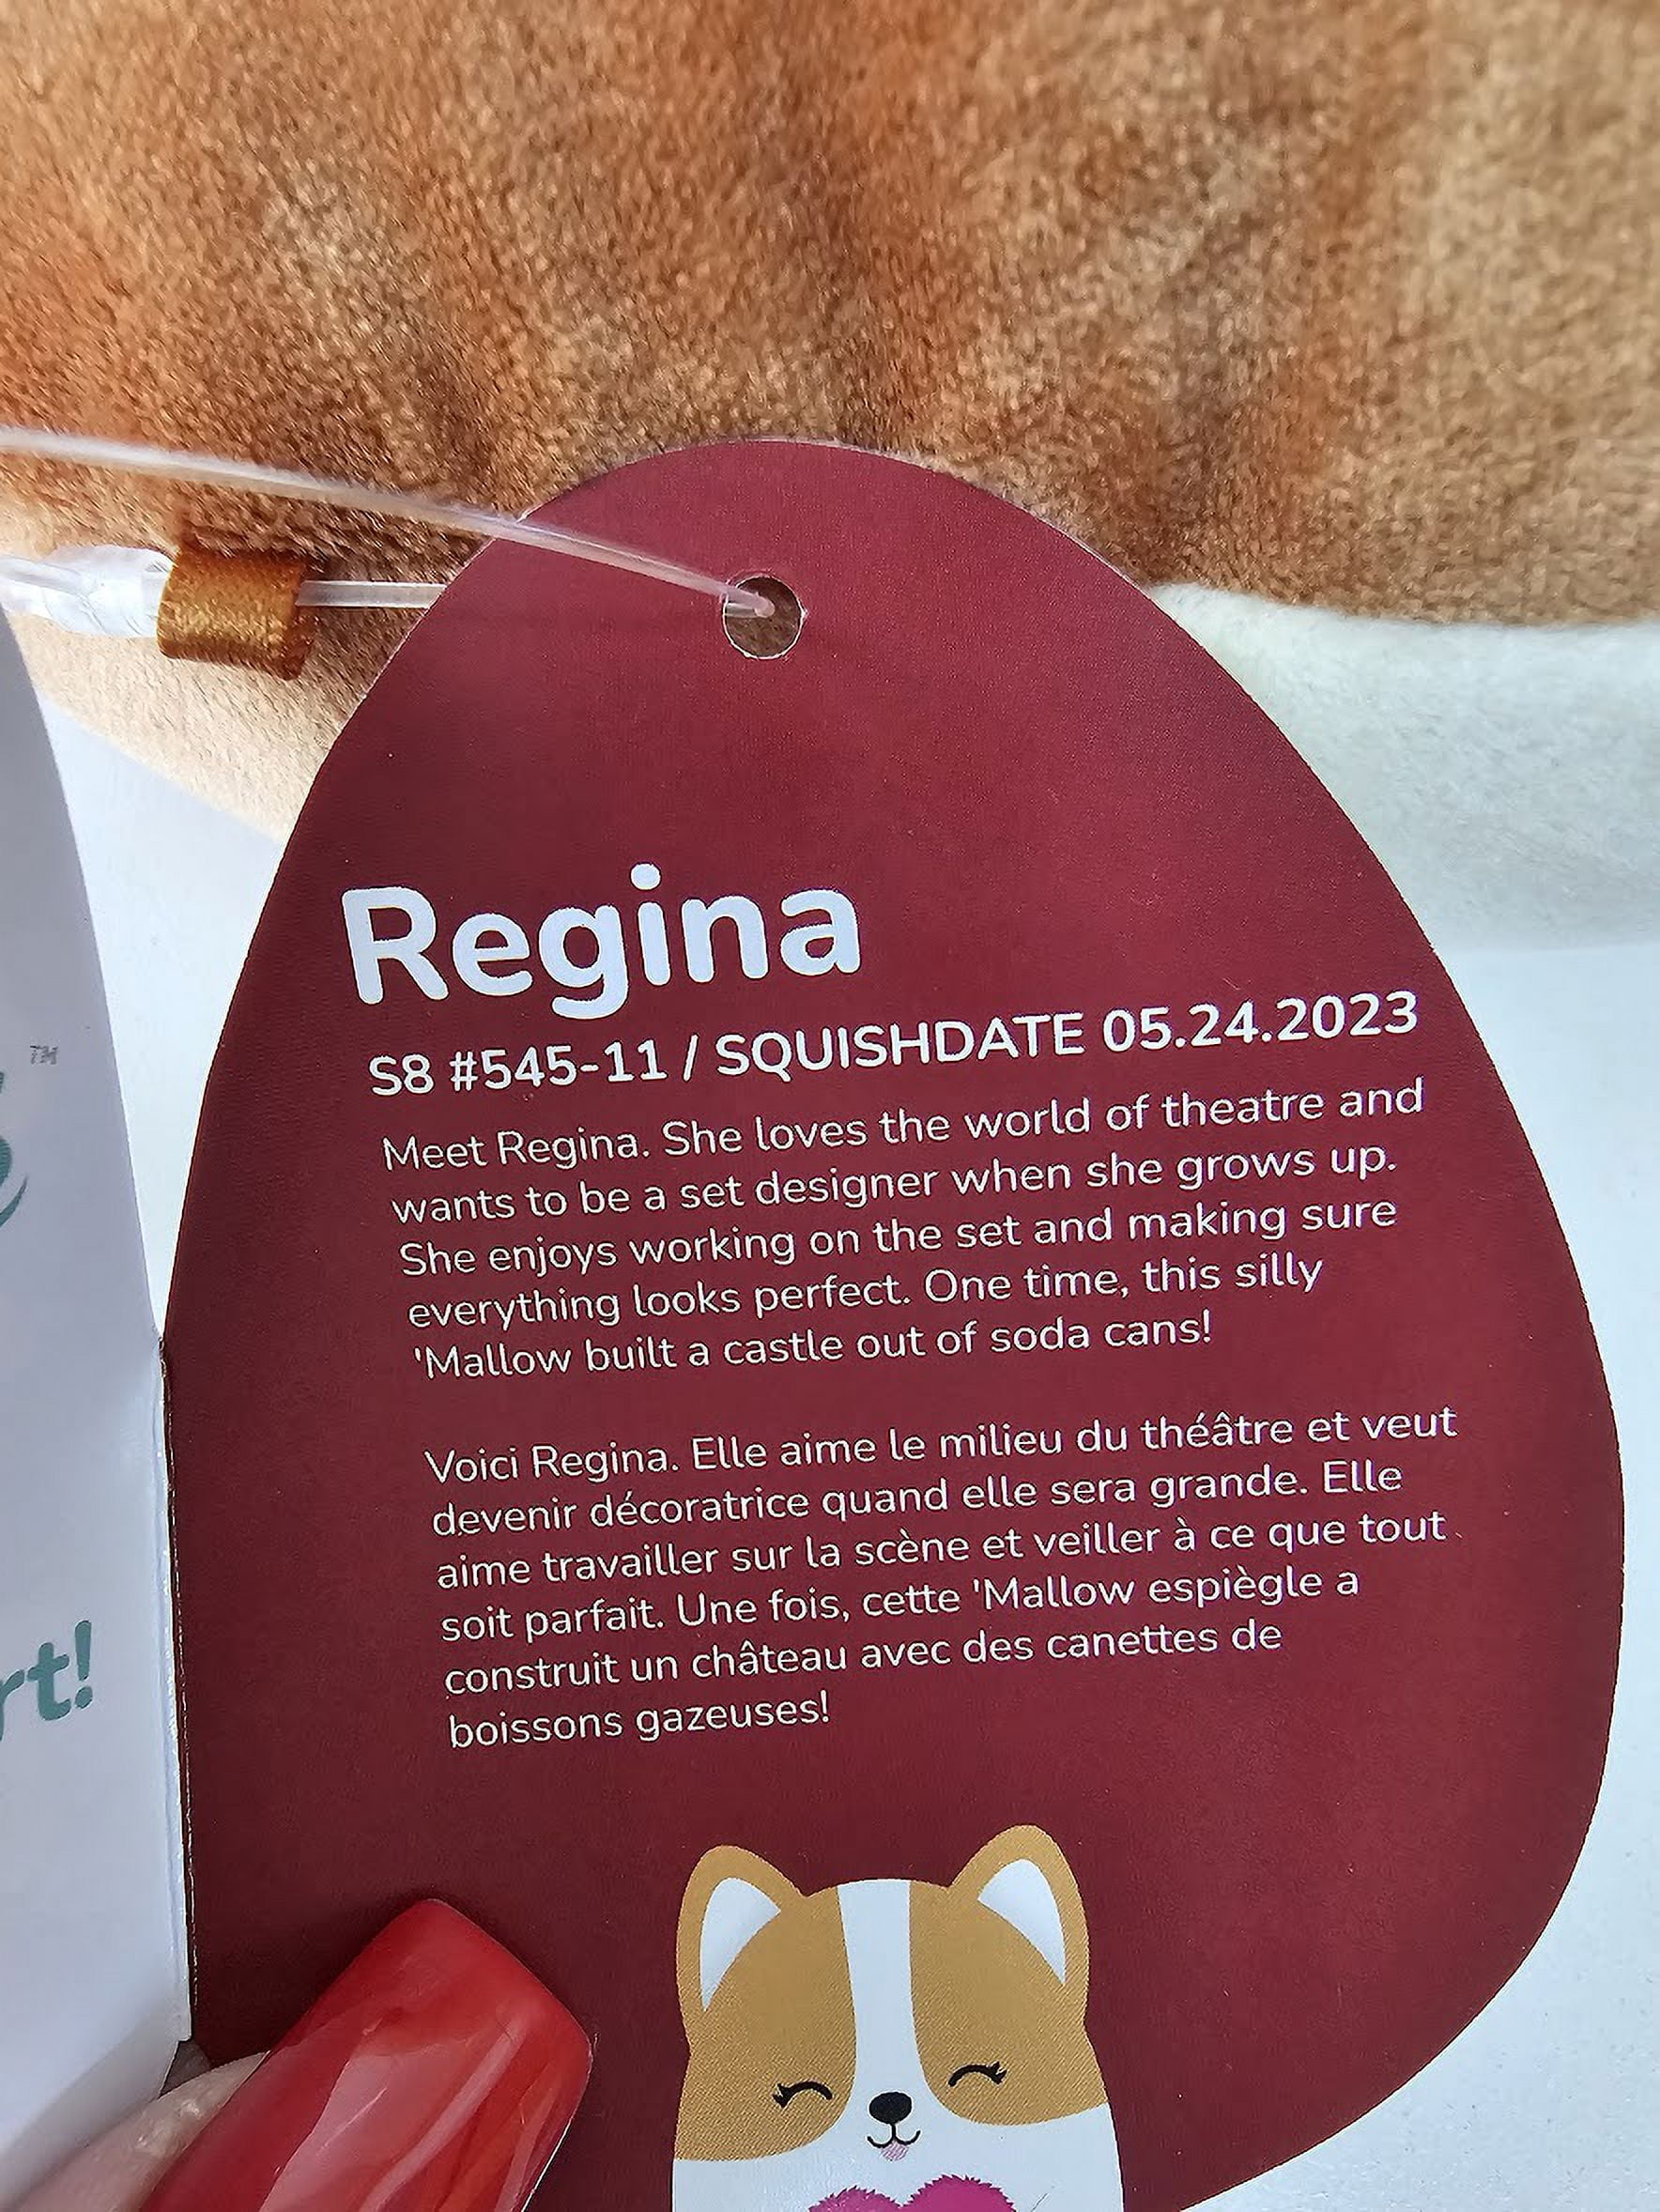 Regina
S8 #545-11 / SQUISHDATE 05.24.2023
Meet Regina. She loves the world of theatre and
wants to be a set designer when she grows up.
She enjoys working on the set and making sure
everything looks perfect. One time, this silly
'Mallow built a castle out of soda cans!
Voici Regina. Elle aime le milieu du théâtre et veut
devenir décoratrice quand elle sera grande. Elle
aime travailler sur la scène et veiller à ce que tout
soit parfait. Une fois, cette 'Mallow espiègle a
construit un château avec des canettes de
boissons gazeuses!
TM
rt!